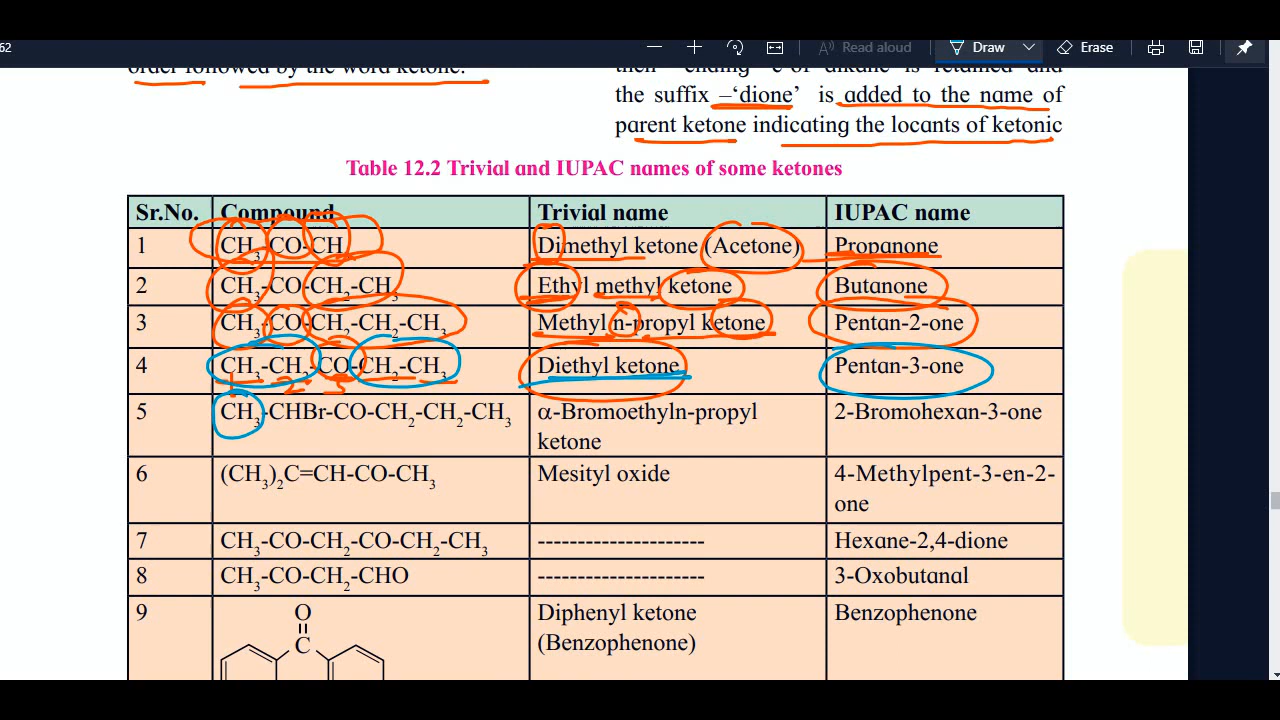 62
Read aloud
Draw
Erase
order followed by the word ketone.
then ending 'e' of alkane is retained and
the suffix –'dione' is added to the name of
parent ketone indicating the locants of ketonic
Table 12.2 Trivial and IUPAC names of some ketones
Sr.No. Compound Trivial name IUPAC name
1 CH₃-CO-CH₃ Dimethyl ketone (Acetone) Propanone
2 CH₃-CO-CH₂-CH₃ Ethyl methyl ketone Butanone
3 CH₃-CO-CH₂-CH₂-CH₃ Methyl n-propyl ketone Pentan-2-one
4 CH₃-CH₂-CO-CH₂-CH₃ Diethyl ketone Pentan-3-one
1 2 3
5 CH₃-CHBr-CO-CH₂-CH₂-CH₃ α-Bromoethyln-propyl 2-Bromohexan-3-one
ketone
6 (CH₃)₂C=CH-CO-CH₃ Mesityl oxide 4-Methylpent-3-en-2-
one
7 CH₃-CO-CH₂-CO-CH₂-CH₃ --------------------- Hexane-2,4-dione
8 CH₃-CO-CH₂-CHO --------------------- 3-Oxobutanal
9 O Diphenyl ketone Benzophenone
C (Benzophenone)